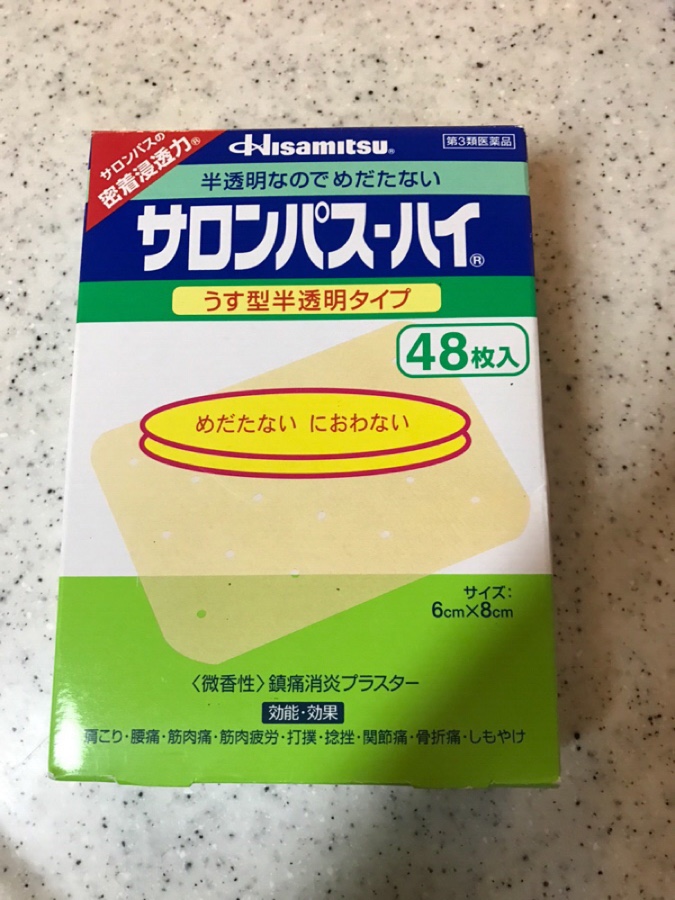 サロンパスの
密着浸透力®
Hisamitsu®
第3類医薬品
半透明なのでめだたない
サロンパス-ハイ®
うす型半透明タイプ
48枚入
めだたない におわない
サイズ:
6cm×8cm
〈微香性〉鎮痛消炎プラスター
効能・効果
肩こり・腰痛・筋肉痛・筋肉疲労・打撲・捻挫・関節痛・骨折痛・しもやけ